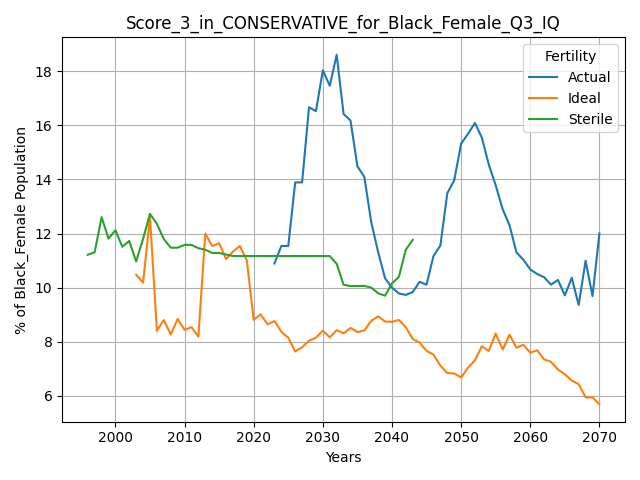 Score_3_in_CONSERVATIVE_for_Black_Female_Q3_IQ
% of Black_Female Population
18
16
14
12
10
8
6
Fertility
Actual
Ideal
Sterile
2000
2010
2020
2030
2040
2050
2060
2070
Years